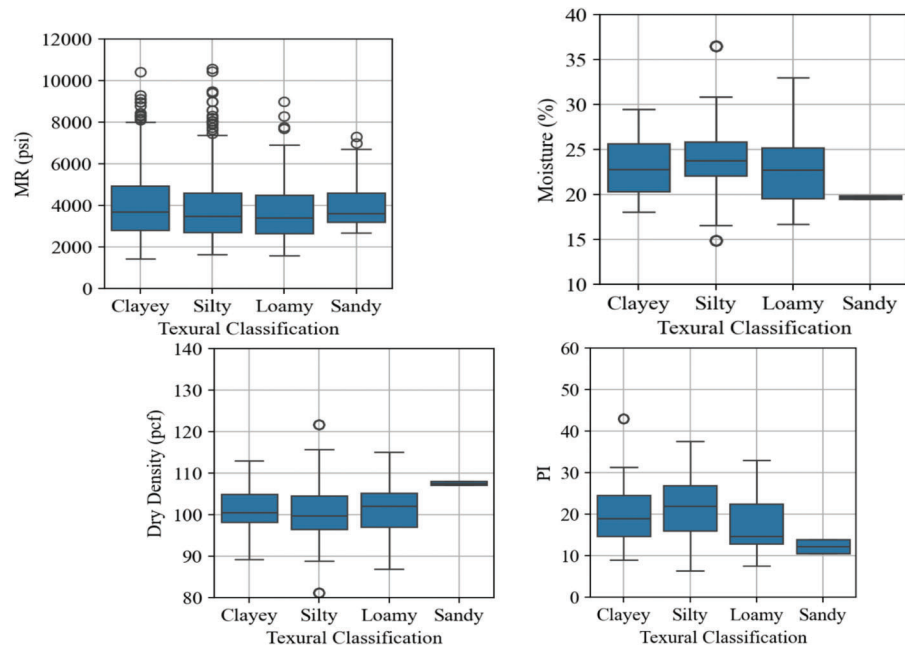 MR (psi)
12000
10000
8000
6000
4000
2000
0
Clayey Silty Loamy Sandy
Texural Classification
Moisture (%)
40
35
30
25
20
15
10
Clayey Silty Loamy Sandy
Texural Classification
Dry Density (pcf)
140
130
120
110
100
90
80
Clayey Silty Loamy Sandy
Texural Classification
PI
60
50
40
30
20
10
0
Clayey Silty Loamy Sandy
Texural Classification